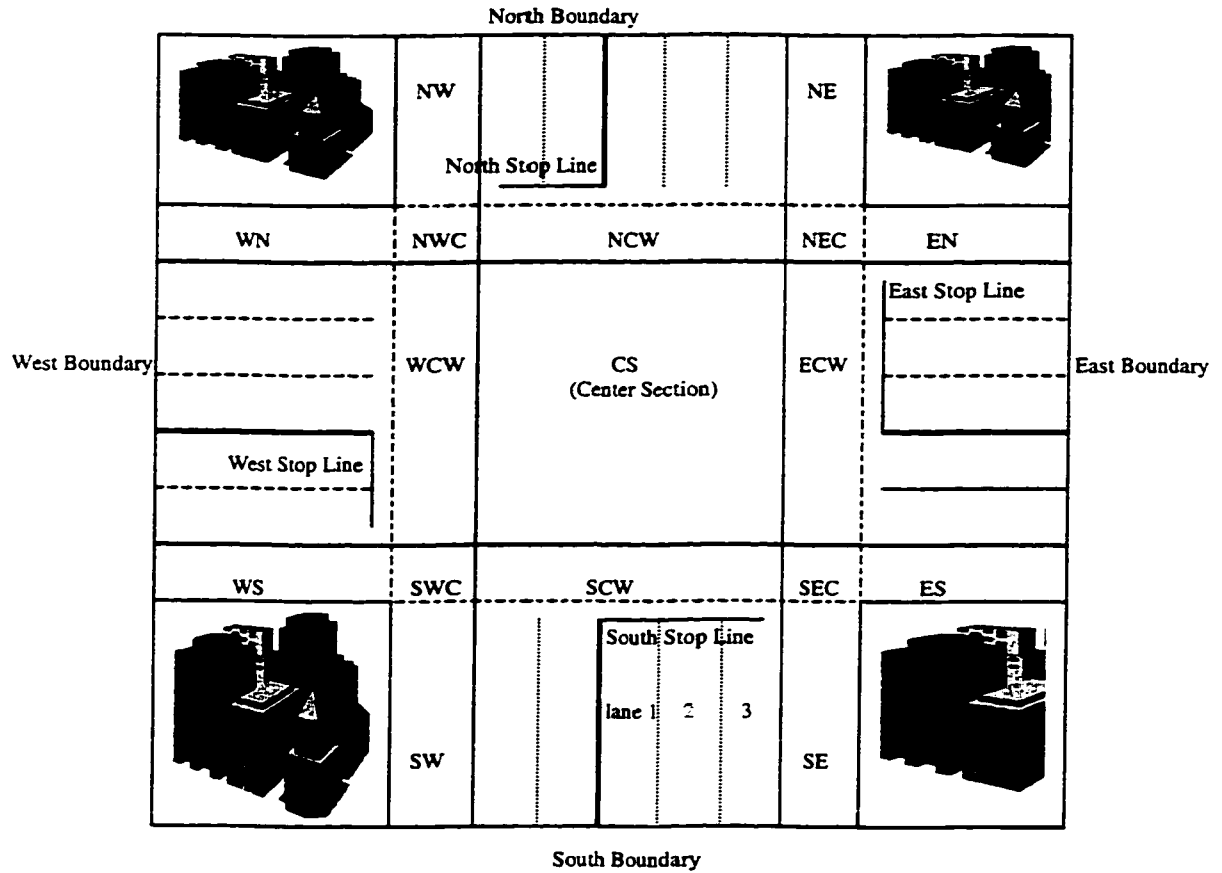 North Boundary
NW
NE
North Stop Line
WN
NWC
NCW
NEC
EN
East Stop Line
West Boundary
WCW
CS
(Center Section)
ECW
East Boundary
West Stop Line
WS
SWC
SCW
SEC
ES
South Stop Line
lane 1 2 3
SW
SE
South Boundary